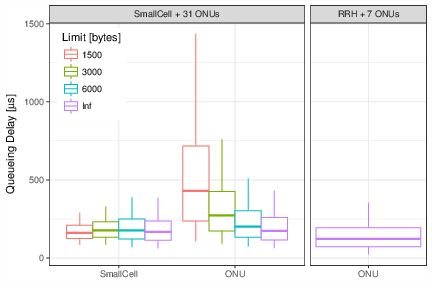 SmallCell + 31 ONUs
RRH + 7 ONUs
Limit [bytes]
1500
3000
6000
Inf
Queueing Delay [µs]
1500
1000
500
0
SmallCell
ONU
ONU